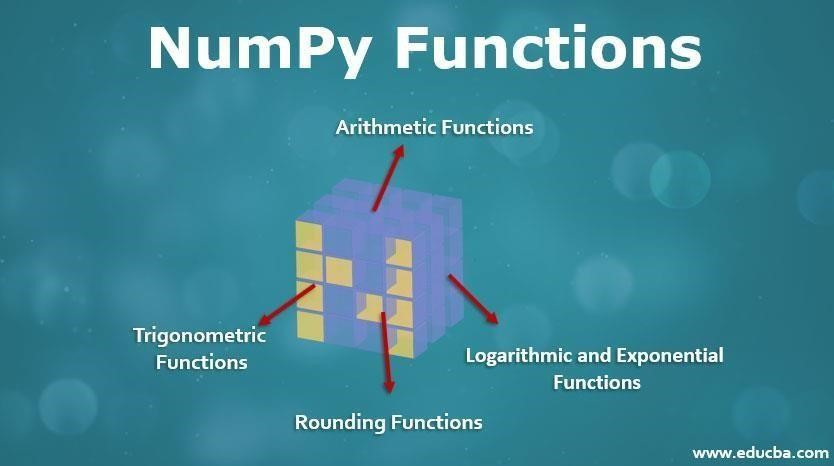 NumPy Functions
Arithmetic Functions
Trigonometric
Functions
Logarithmic and Exponential
Functions
Rounding Functions
www.educba.com